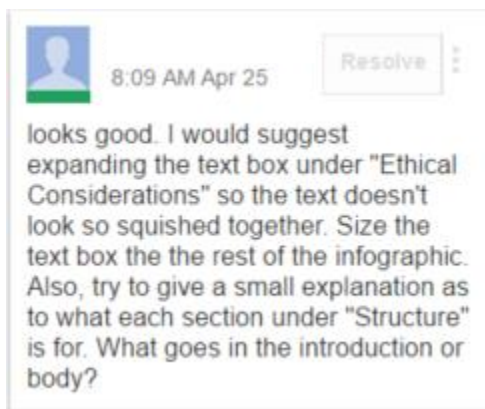 8:09 AM Apr 25
Resolve
looks good. I would suggest
expanding the text box under "Ethical
Considerations" so the text doesn't
look so squished together. Size the
text box the the rest of the infographic.
Also, try to give a small explanation as
to what each section under "Structure"
is for. What goes in the introduction or
body?